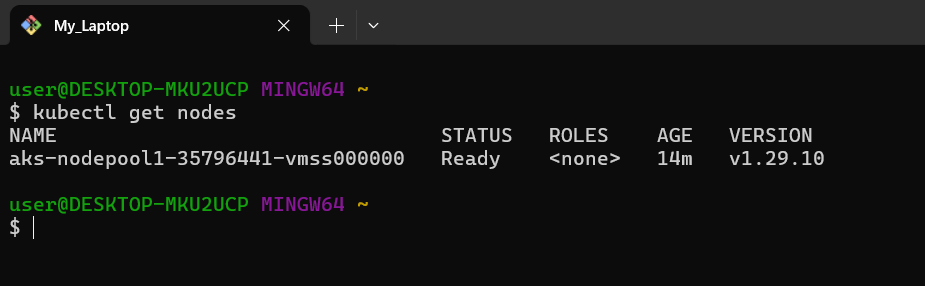 My_Laptop
user@DESKTOP-MKU2UCP MINGW64 ~
$ kubectl get nodes
NAME STATUS ROLES AGE VERSION
aks-nodepool1-35796441-vmss000000 Ready <none> 14m v1.29.10
user@DESKTOP-MKU2UCP MINGW64 ~
$